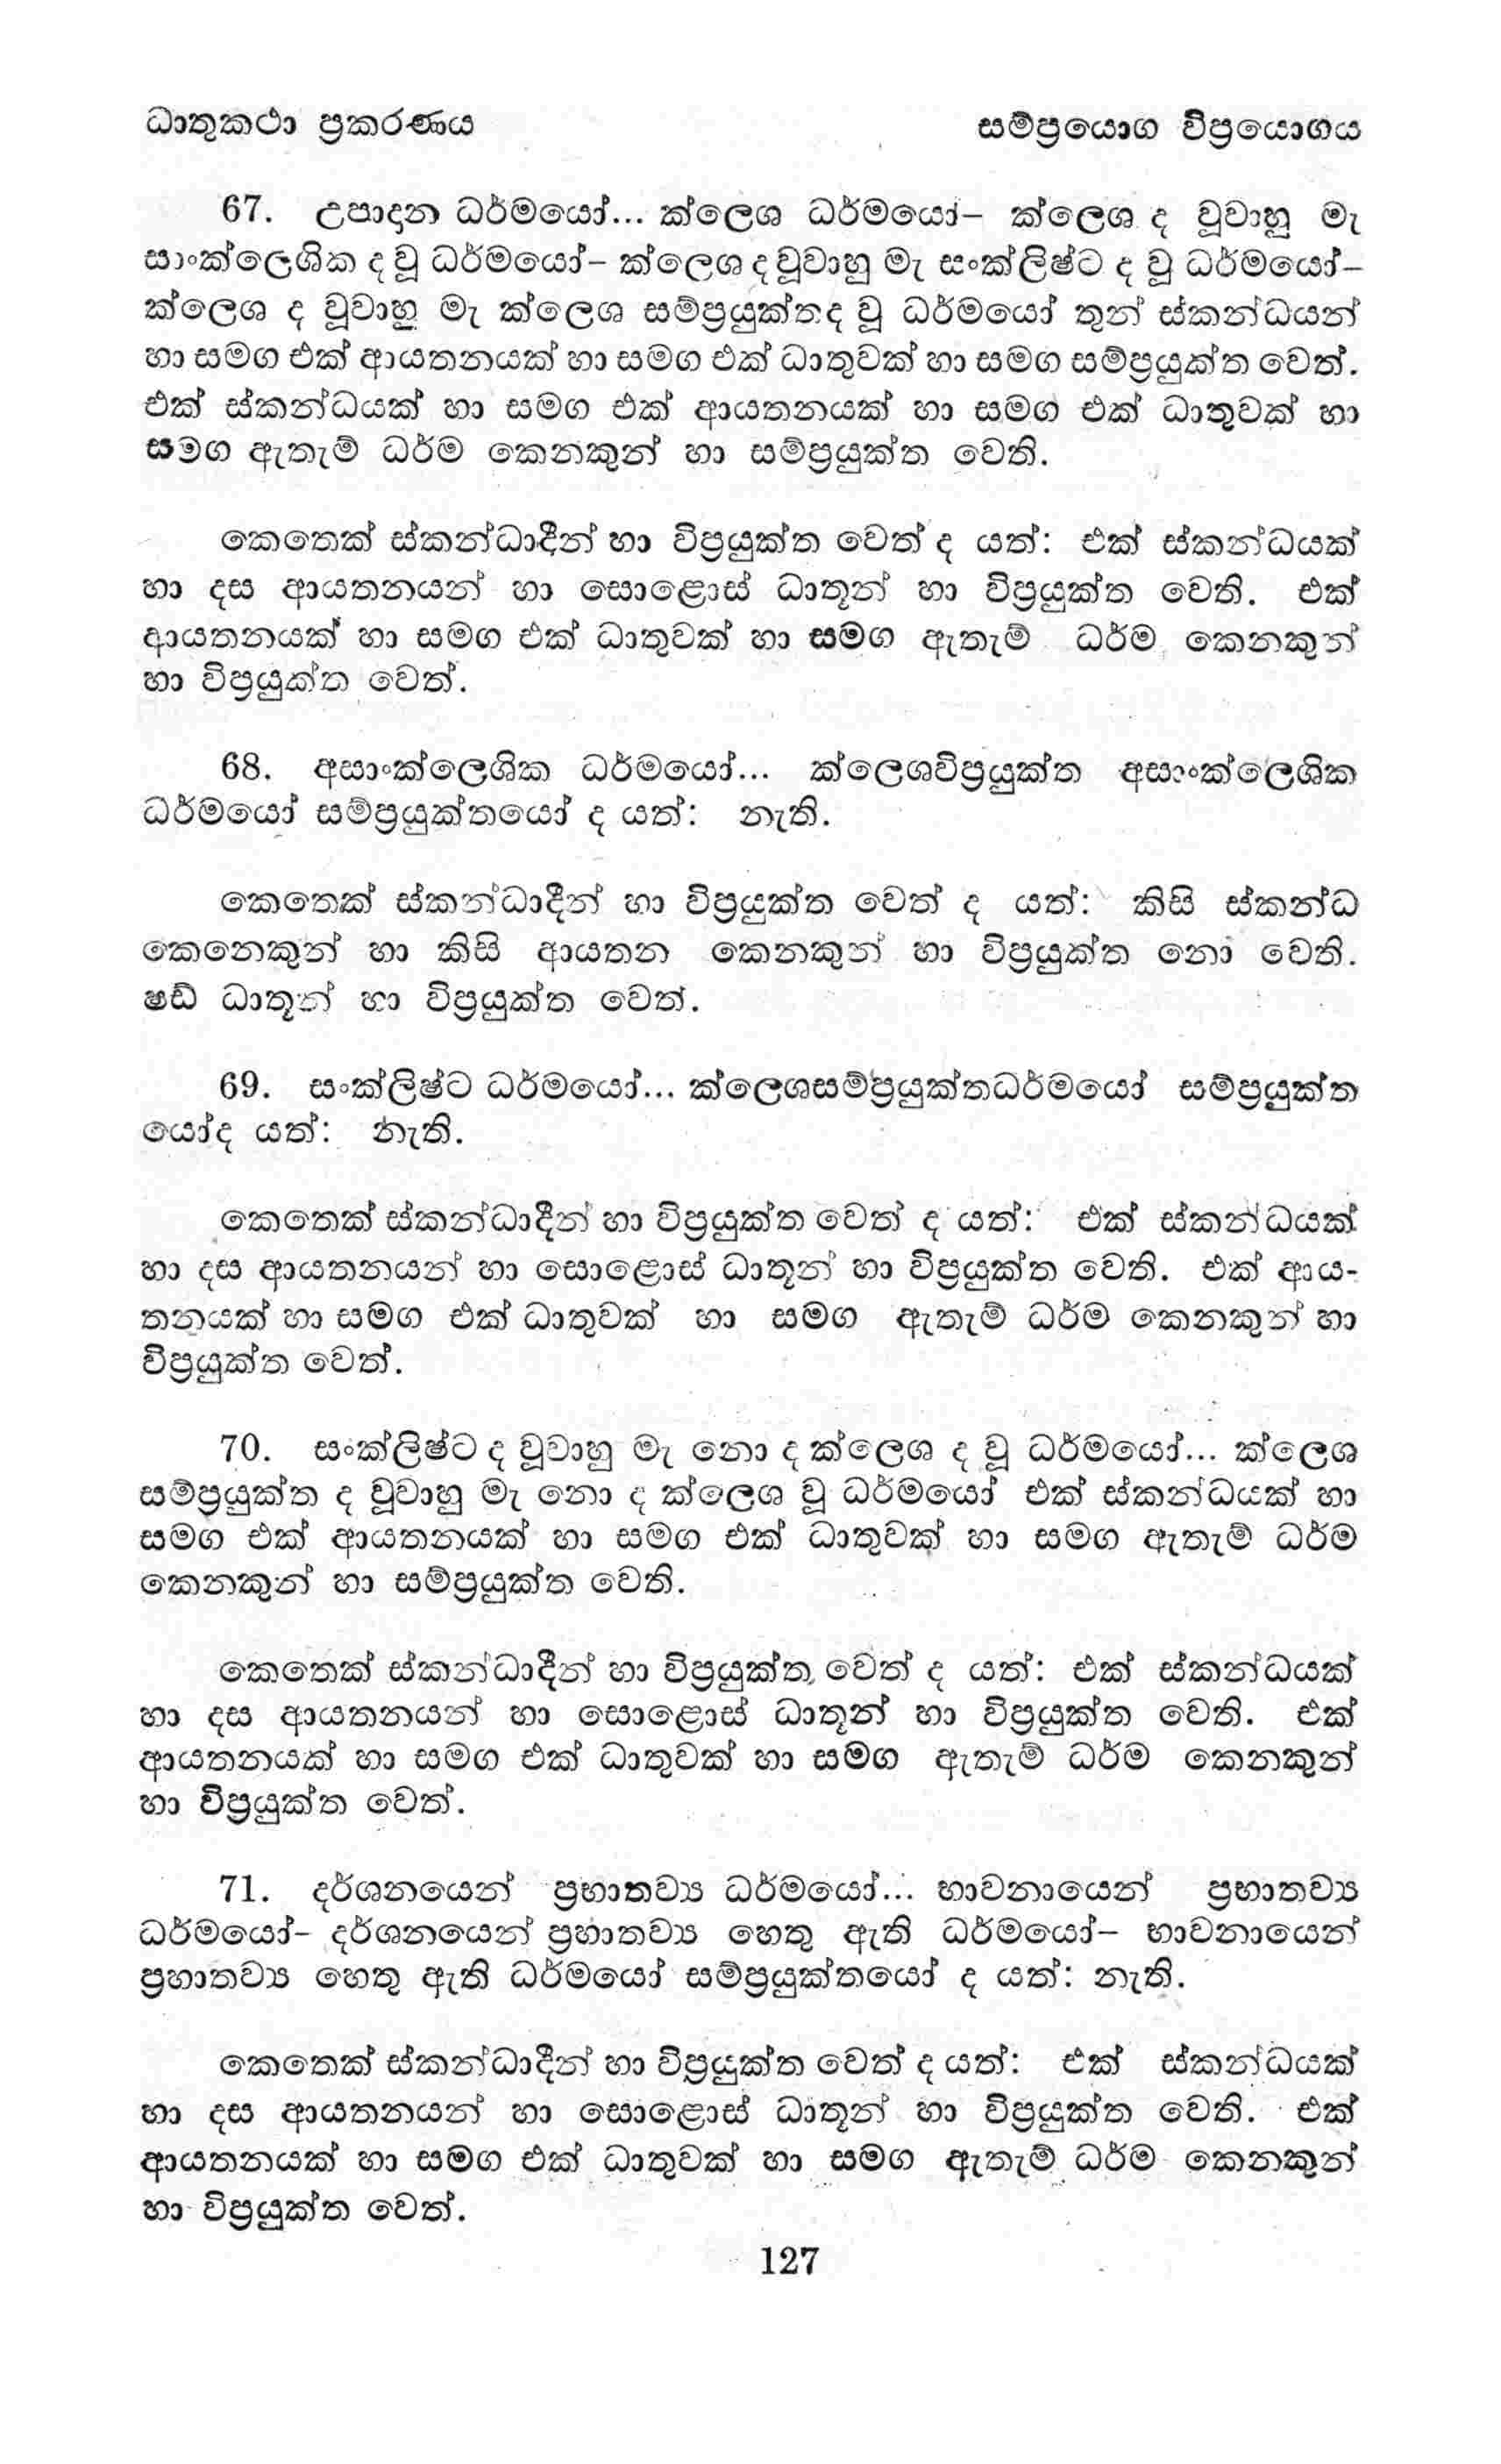 ධාතුකථා ප්‍රකරණය සම්ප්‍රයොග විප්‍රයොගය
67. උපාදාන ධර්මයෝ... ක්ලෙශ ධර්මයෝ– ක්ලෙශ ද වූවාහු මැ
සාංක්ලෙශික ද වූ ධර්මයෝ– ක්ලෙශ ද වූවාහු මැ සංක්ලිෂ්ට ද වූ ධර්මයෝ–
ක්ලෙශ ද වූවාහු මැ ක්ලෙශ සම්ප්‍රයුක්තද වූ ධර්මයෝ තුන් ස්කන්ධයන්
හා සමග එක් ආයතනයක් හා සමග එක් ධාතුවක් හා සමග සම්ප්‍රයුක්ත වෙත්.
එක් ස්කන්ධයක් හා සමග එක් ආයතනයක් හා සමග එක් ධාතුවක් හා
සමග ඇතැම් ධර්ම කෙනකුන් හා සම්ප්‍රයුක්ත වෙති.
කෙතෙක් ස්කන්ධාදීන් හා විප්‍රයුක්ත වෙත් ද යත්: එක් ස්කන්ධයක්
හා දස ආයතනයන් හා සොළොස් ධාතූන් හා විප්‍රයුක්ත වෙති. එක්
ආයතනයක් හා සමග එක් ධාතුවක් හා සමග ඇතැම් ධර්ම කෙනකුන්
හා විප්‍රයුක්ත වෙත්.
68. අසාංක්ලෙශික ධර්මයෝ... ක්ලෙශවිප්‍රයුක්ත අසාංක්ලෙශික
ධර්මයෝ සම්ප්‍රයුක්තයෝ ද යත්: නැති.
කෙතෙක් ස්කන්ධාදීන් හා විප්‍රයුක්ත වෙත් ද යත්: කිසි ස්කන්ධ
කෙනෙකුන් හා කිසි ආයතන කෙනකුන් හා විප්‍රයුක්ත නො වෙති.
ෂඩ් ධාතූන් හා විප්‍රයුක්ත වෙත්.
69. සංක්ලිෂ්ට ධර්මයෝ... ක්ලෙශසම්ප්‍රයුක්තධර්මයෝ සම්ප්‍රයුක්ත
යෝද යත්: නැති.
කෙතෙක් ස්කන්ධාදීන් හා විප්‍රයුක්ත වෙත් ද යත්: එක් ස්කන්ධයක්
හා දස ආයතනයන් හා සොළොස් ධාතූන් හා විප්‍රයුක්ත වෙති. එක් ආය-
තනයක් හා සමග එක් ධාතුවක් හා සමග ඇතැම් ධර්ම කෙනකුන් හා
විප්‍රයුක්ත වෙත්.
70. සංක්ලිෂ්ට ද වූවාහු මැ නො ද ක්ලෙශ ද වූ ධර්මයෝ... ක්ලෙශ
සම්ප්‍රයුක්ත ද වූවාහු මැ නො ද ක්ලෙශ වූ ධර්මයෝ එක් ස්කන්ධයක් හා
සමග එක් ආයතනයක් හා සමග එක් ධාතුවක් හා සමග ඇතැම් ධර්ම
කෙනකුන් හා සම්ප්‍රයුක්ත වෙති.
කෙතෙක් ස්කන්ධාදීන් හා විප්‍රයුක්ත වෙත් ද යත්: එක් ස්කන්ධයක්
හා දස ආයතනයන් හා සොළොස් ධාතූන් හා විප්‍රයුක්ත වෙති. එක්
ආයතනයක් හා සමග එක් ධාතුවක් හා සමග ඇතැම් ධර්ම කෙනකුන්
හා විප්‍රයුක්ත වෙත්.
71. දර්ශනයෙන් ප්‍රභාතව්‍ය ධර්මයෝ... භාවනායෙන් ප්‍රභාතව්‍ය
ධර්මයෝ– දර්ශනයෙන් ප්‍රහාතව්‍ය හෙතු ඇති ධර්මයෝ– භාවනායෙන්
ප්‍රහාතව්‍ය හෙතු ඇති ධර්මයෝ සම්ප්‍රයුක්තයෝ ද යත්: නැති.
කෙතෙක් ස්කන්ධාදීන් හා විප්‍රයුක්ත වෙත් ද යත්: එක් ස්කන්ධයක්
හා දස ආයතනයන් හා සොළොස් ධාතූන් හා විප්‍රයුක්ත වෙති. එක්
ආයතනයක් හා සමග එක් ධාතුවක් හා සමග ඇතැම් ධර්ම කෙනකුන්
හා විප්‍රයුක්ත වෙත්.
127